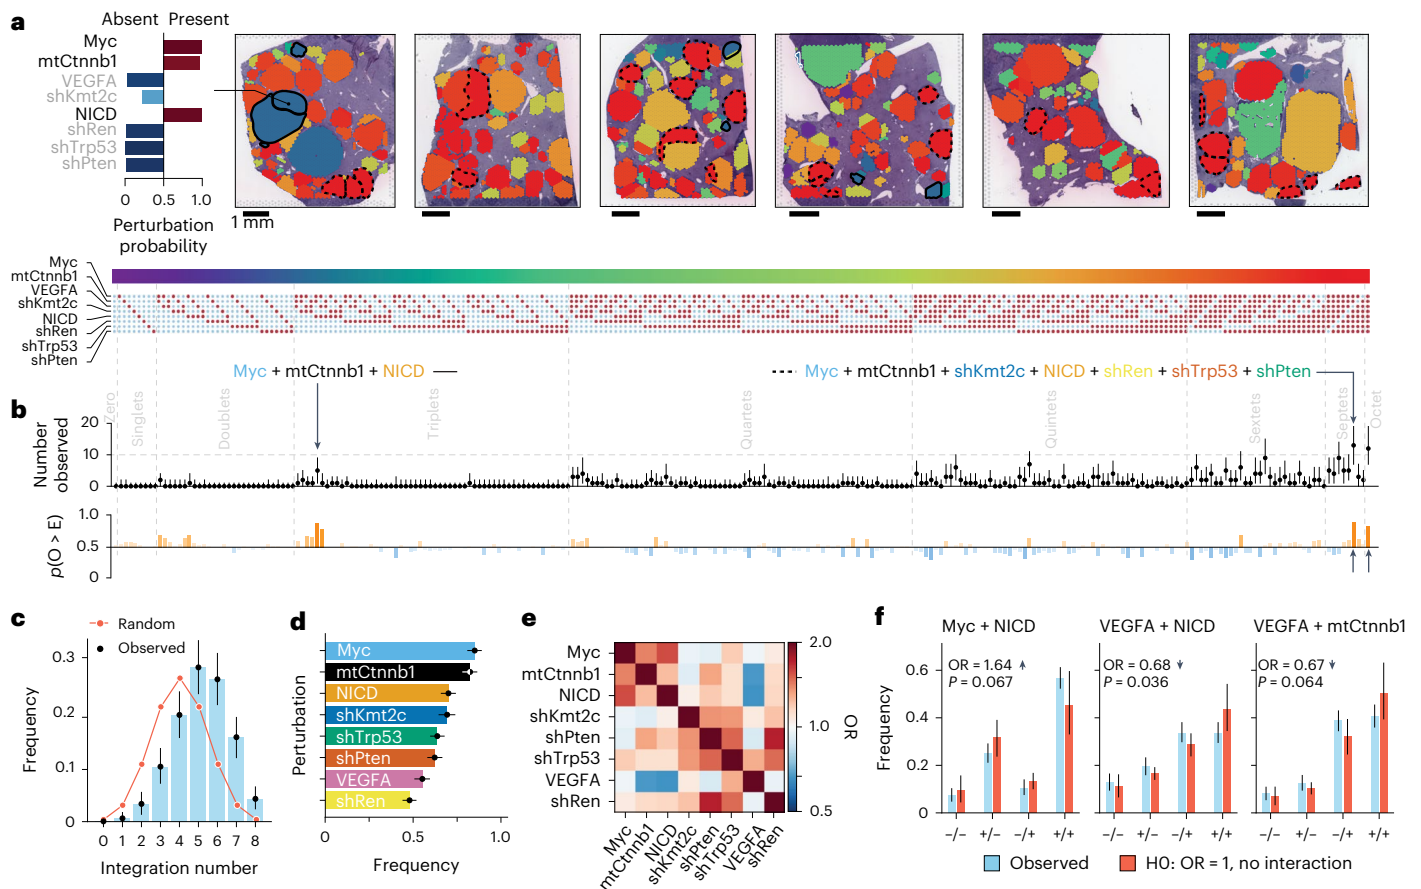 a
Absent Present
Myc
mtCtnnb1
VEGFA
shKmt2c
NICD
shRen
shTrp53
shPten
0 0.5 1.0
Perturbation
probability
1 mm
Myc
mtCtnnb1
VEGFA
shKmt2c
NICD
shRen
shTrp53
shPten
Myc + mtCtnnb1 + NICD
Myc + mtCtnnb1 + shKmt2c + NICD + shRen + shTrp53 + shPten
b
Zero
Singlets
Doublets
Triplets
Quartets
Quintets
Sextets
Septets
Octet
Number
observed
20
10
0
p(O > E)
1.0
0.5
0
c
Random
Observed
Frequency
0.3
0.2
0.1
0
0 1 2 3 4 5 6 7 8
Integration number
d
Perturbation
Myc
mtCtnnb1
NICD
shKmt2c
shTrp53
shPten
VEGFA
shRen
0 0.5 1.0
Frequency
e
Myc
mtCtnnb1
NICD
shKmt2c
shPten
shTrp53
VEGFA
shRen
Myc
mtCtnnb1
NICD
shKmt2c
shPten
shTrp53
VEGFA
shRen
2.0
1.0
0.5
OR
f
Myc + NICD
VEGFA + NICD
VEGFA + mtCtnnb1
OR = 1.64
P = 0.067
OR = 0.68
P = 0.036
OR = 0.67
P = 0.064
Frequency
0.6
0.4
0.2
0
−/− +/− −/+ +/+
−/− +/− −/+ +/+
−/− +/− −/+ +/+
Observed
H0: OR = 1, no interaction